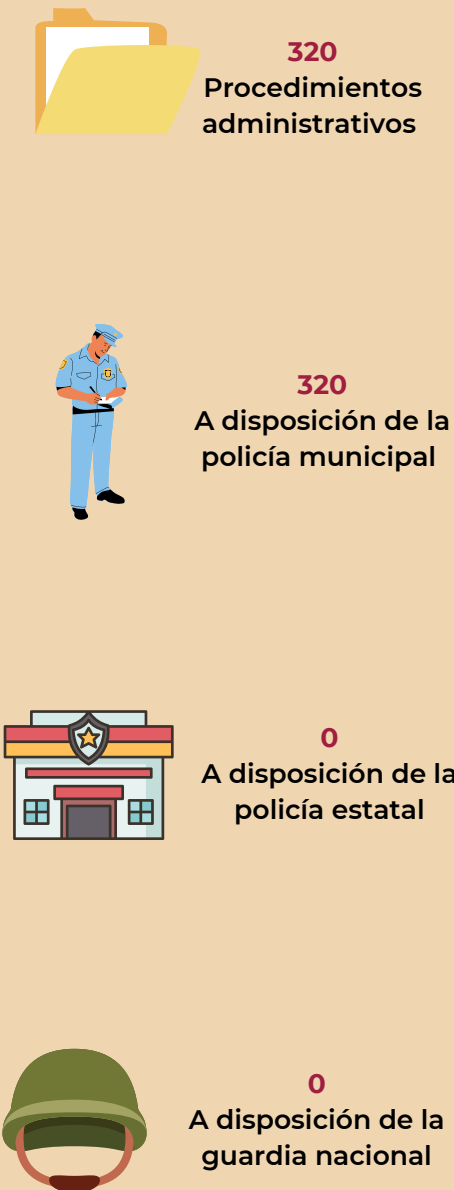 320
Procedimientos
administrativos
320
A disposición de la
policía municipal
0
A disposición de la
policía estatal
0
A disposición de la
guardia nacional